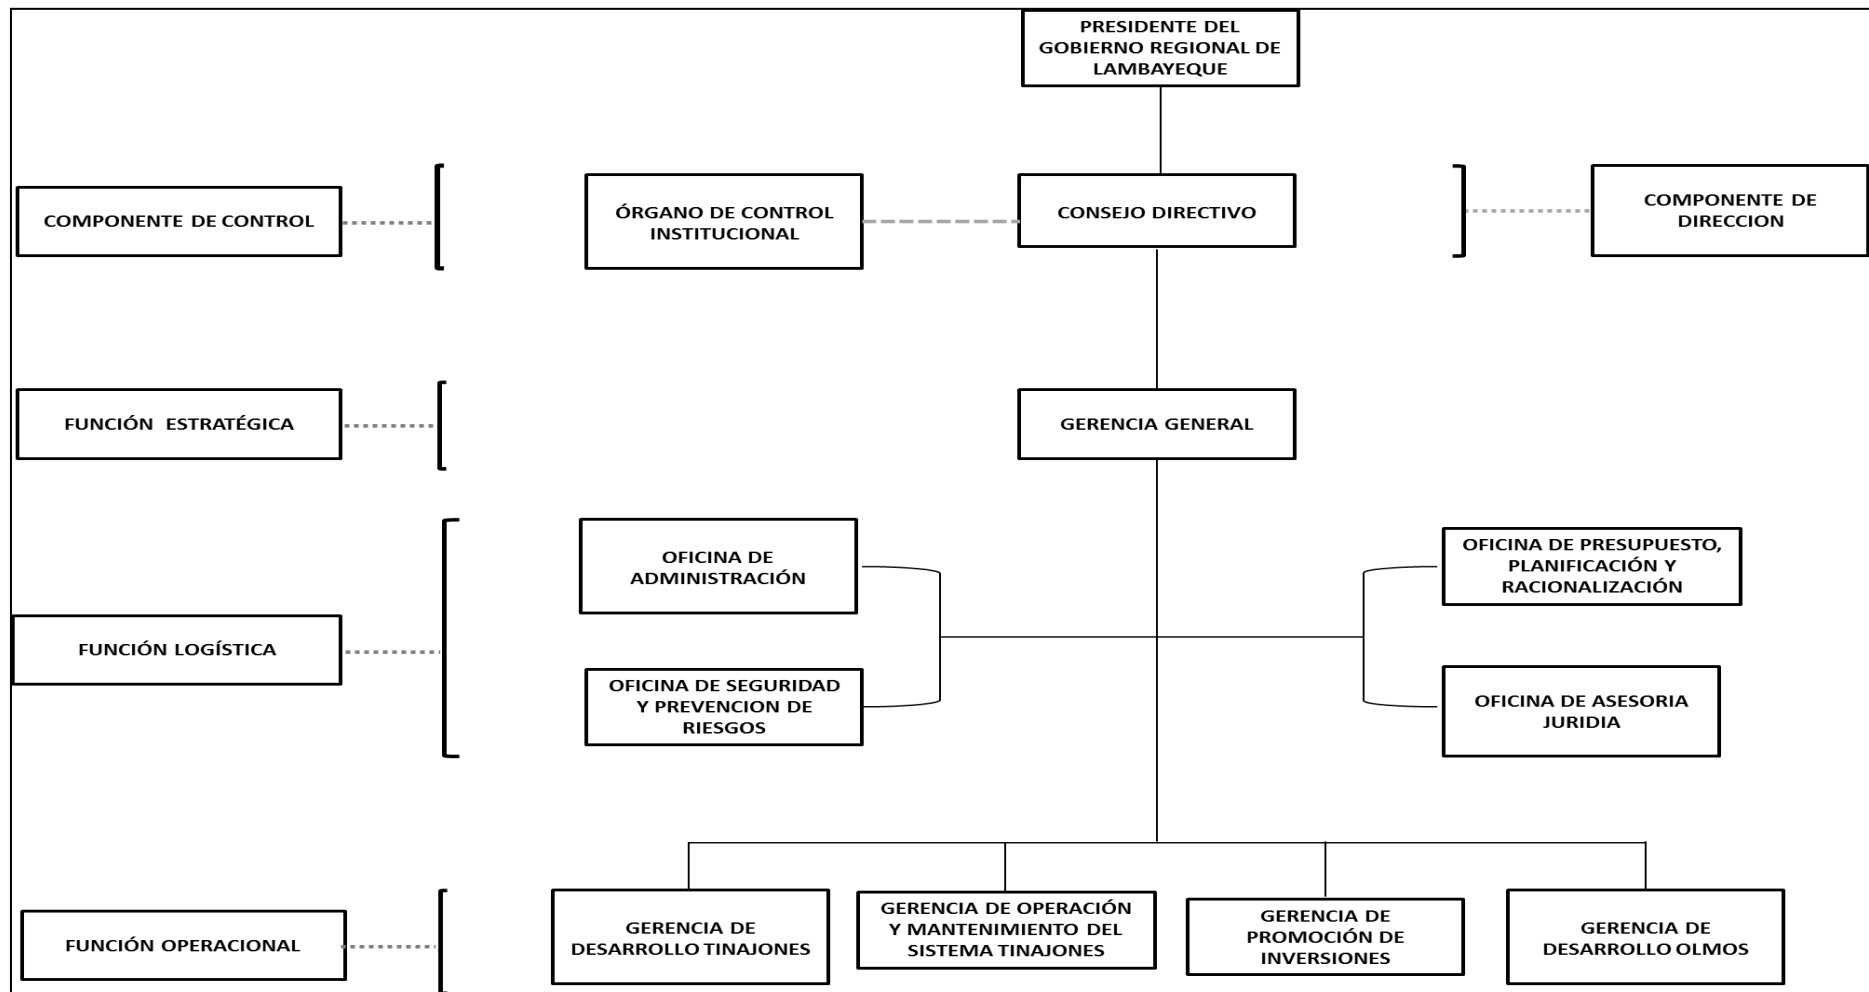 PRESIDENTE DEL
GOBIERNO REGIONAL DE
LAMBAYEQUE
COMPONENTE DE CONTROL
ÓRGANO DE CONTROL
INSTITUCIONAL
CONSEJO DIRECTIVO
COMPONENTE DE
DIRECCION
FUNCIÓN ESTRATÉGICA
GERENCIA GENERAL
FUNCIÓN LOGÍSTICA
OFICINA DE
ADMINISTRACIÓN
OFICINA DE PRESUPUESTO,
PLANIFICACIÓN Y
RACIONALIZACIÓN
OFICINA DE SEGURIDAD
Y PREVENCION DE
RIESGOS
OFICINA DE ASESORIA
JURIDIA
FUNCIÓN OPERACIONAL
GERENCIA DE
DESARROLLO TINAJONES
GERENCIA DE OPERACIÓN
Y MANTENIMIENTO DEL
SISTEMA TINAJONES
GERENCIA DE
PROMOCIÓN DE
INVERSIONES
GERENCIA DE
DESARROLLO OLMOS